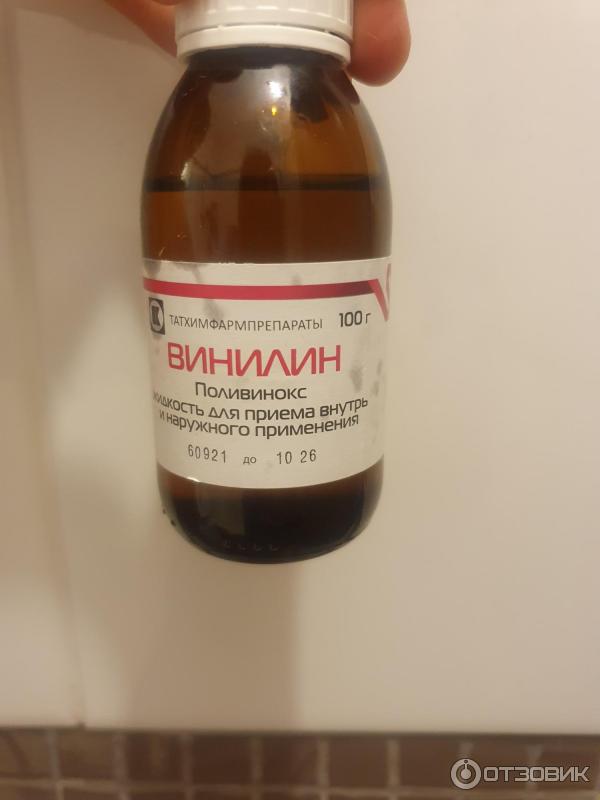 ТАТХИМФАРМПРЕПАРАТЫ 100 г
ВИНИЛИН
Поливинокс
жидкость для приема внутрь
и наружного применения
60921 до 10 26
ОТЗОВИК